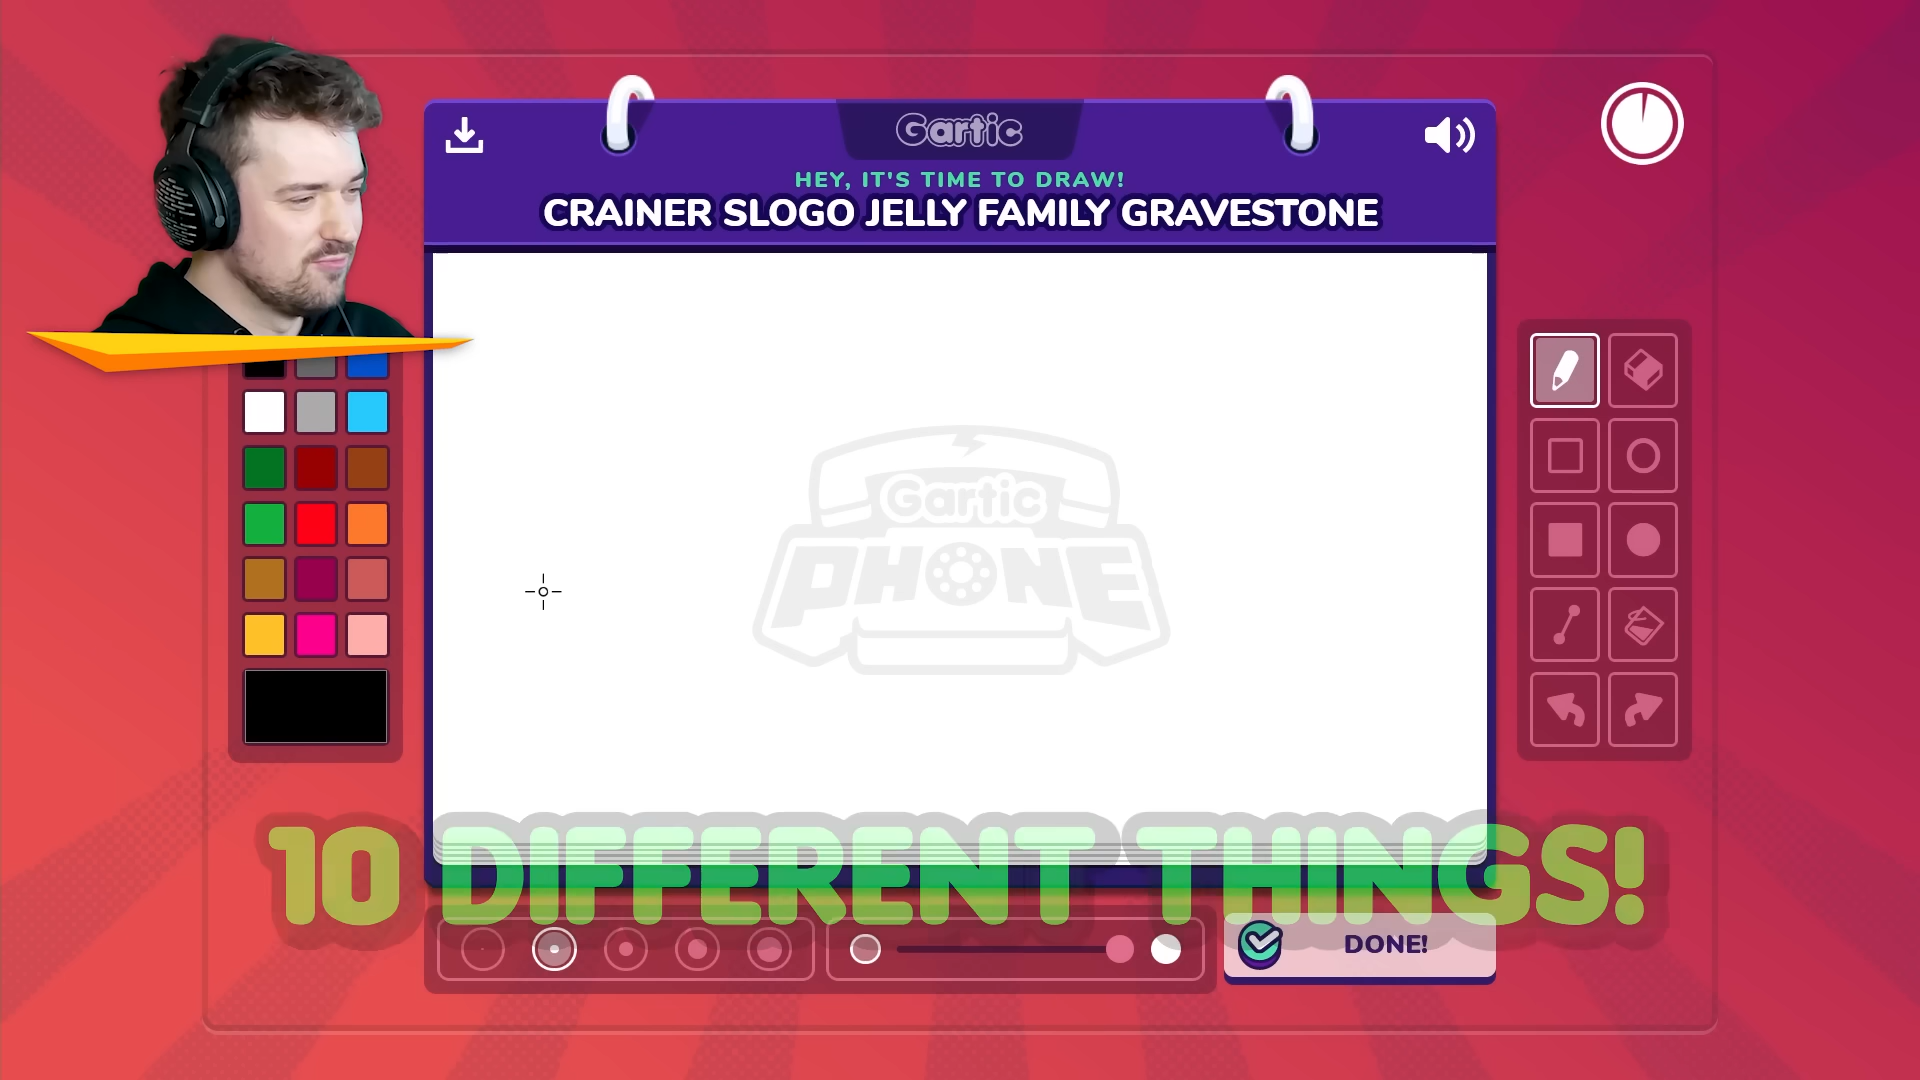 Gartic
HEY, IT'S TIME TO DRAW!
CRAINER SLOGO JELLY FAMILY GRAVESTONE
Gartic
PHONE
10 DIFFERENT THINGS!
DONE!